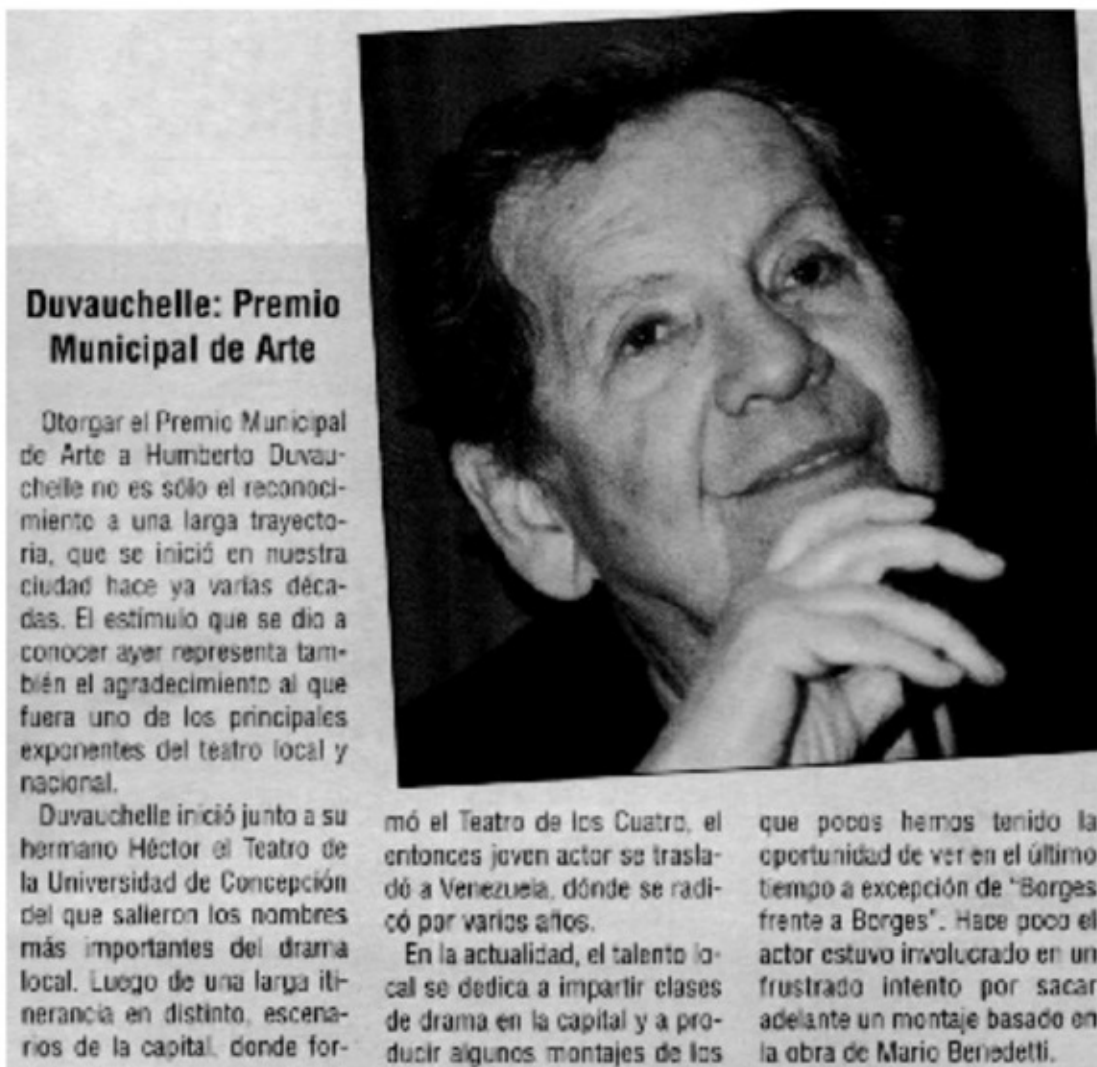 Duvauchelle: Premio
Municipal de Arte
Otorgar el Premio Municipal
de Arte a Humberto Duvau-
chelle no es sólo el reconoci-
miento a una larga trayecto-
ria, que se inició en nuestra
ciudad hace ya varias déca-
das. El estímulo que se dio a
conocer ayer representa tam-
bién el agradecimiento al que
fuera uno de los principales
exponentes del teatro local y
nacional.
Duvauchelle inició junto a su
hermano Héctor el Teatro de
la Universidad de Concepción
del que salieron los nombres
más importantes del drama
local. Luego de una larga iti-
nerancia en distinto, escena-
rios de la capital, donde for-
mó el Teatro de los Cuatro, el
entonces joven actor se trasla-
dó a Venezuela, dónde se radi-
có por varios años.
En la actualidad, el talento lo-
cal se dedica a impartir clases
de drama en la capital y a pro-
ducir algunos montajes de los
que pocos hemos tenido la
oportunidad de ver en el último
tiempo a excepción de "Borges
frente a Borges". Hace poco el
actor estuvo involucrado en un
frustrado intento por sacar
adelante un montaje basado en
la obra de Mario Benedetti.